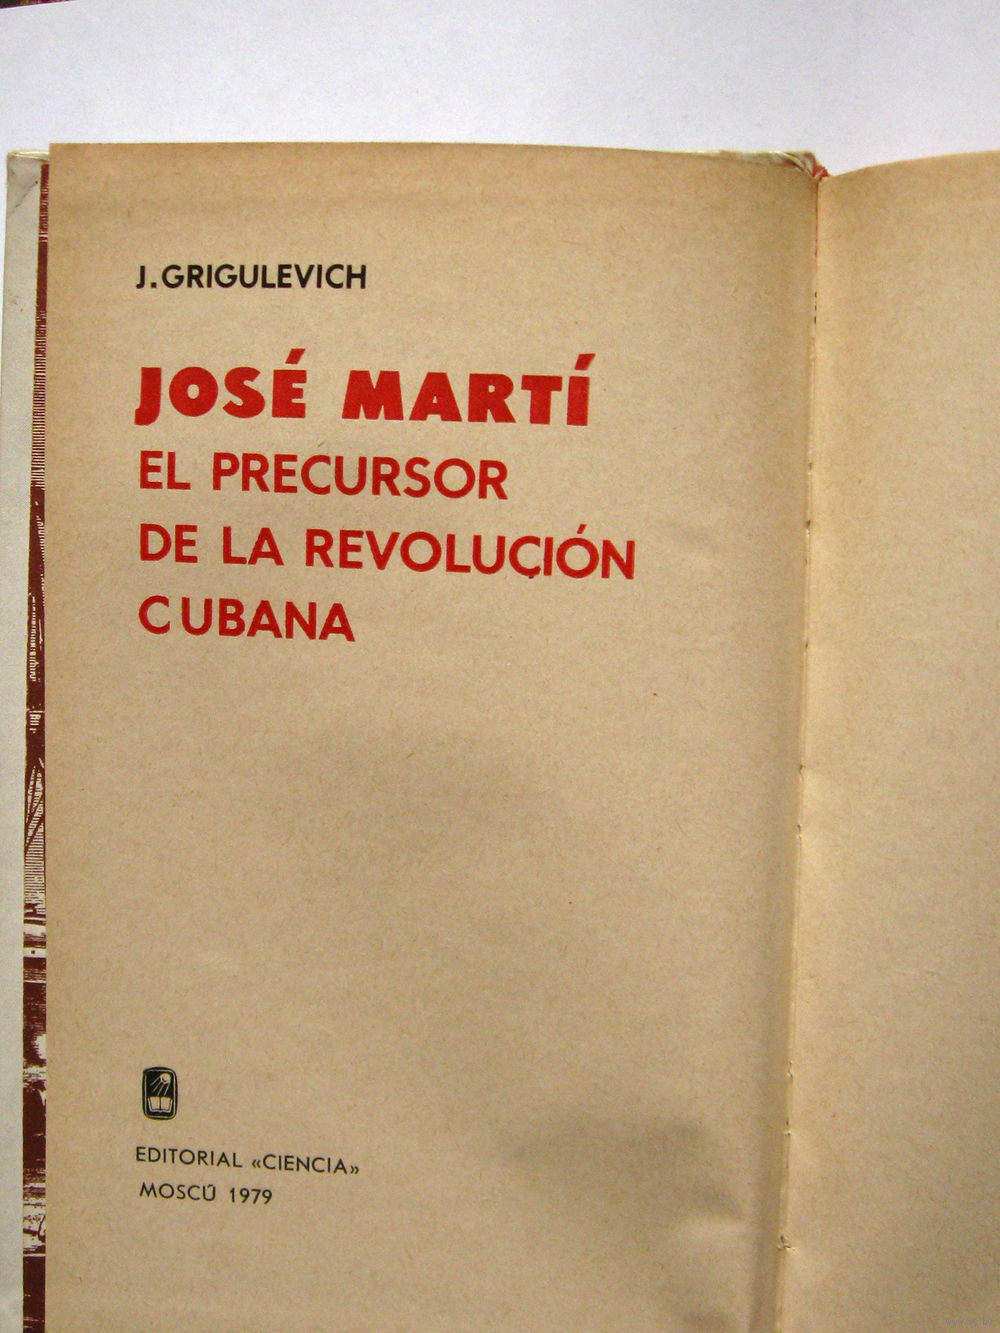 J. GRIGULEVICH
JOSÉ MARTÍ
EL PRECURSOR
DE LA REVOLUCIÓN
CUBANA
EDITORIAL «CIENCIA»
MOSCÚ 1979